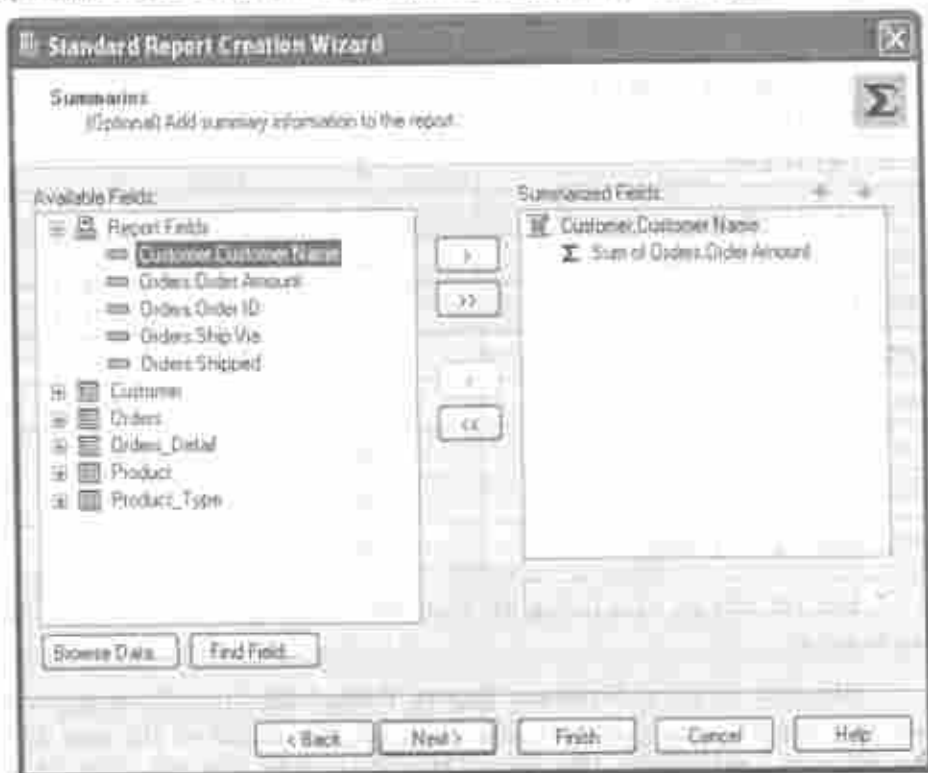 Standard Report Creation Wizard
Summaries
(Optional) Add summary information to the report.
Available Fields:
Report Fields
Customer.Customer Name
Orders.Order Amount
Orders.Order ID
Orders.Ship Via
Orders.Shipped
Customer
Orders
Orders_Detail
Product
Product_Type
>
>>
<
<<
Summarized Fields:
Customer.Customer Name
Σ Sum of Orders.Order Amount
Browse Data...
Find Field...
< Back
Next >
Finish
Cancel
Help